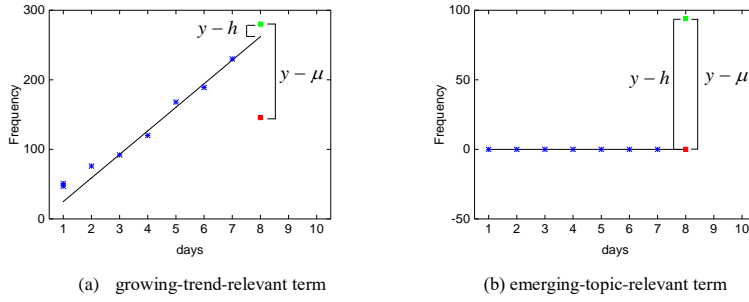 300
200
100
0
Frequency
1 2 3 4 5 6 7 8 9 10
days
y − h
y − μ
(a) growing-trend-relevant term
100
50
0
-50
Frequency
1 2 3 4 5 6 7 8 9 10
days
y − h
y − μ
(b) emerging-topic-relevant term